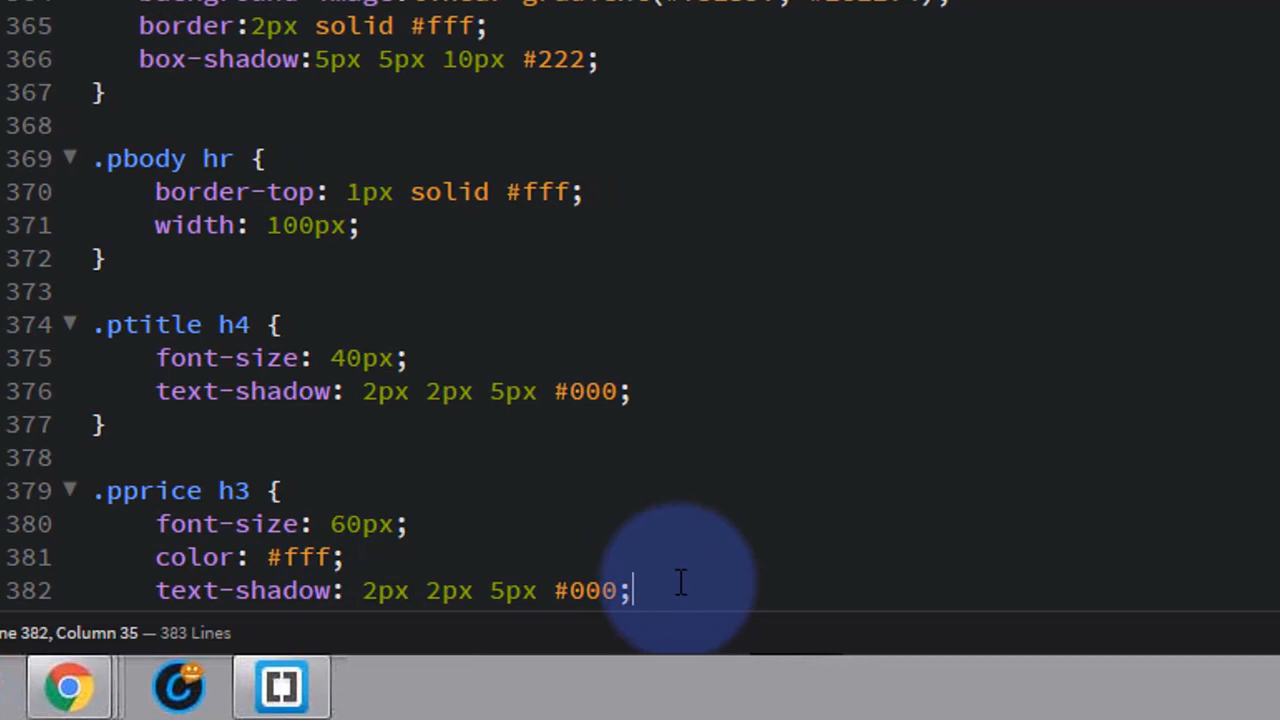 365 border:2px solid #fff;
366 box-shadow:5px 5px 10px #222;
367 }
368
369 .pbody hr {
370 border-top: 1px solid #fff;
371 width: 100px;
372 }
373
374 .ptitle h4 {
375 font-size: 40px;
376 text-shadow: 2px 2px 5px #000;
377 }
378
379 .pprice h3 {
380 font-size: 60px;
381 color: #fff;
382 text-shadow: 2px 2px 5px #000;
ne 382, Column 35 — 383 Lines